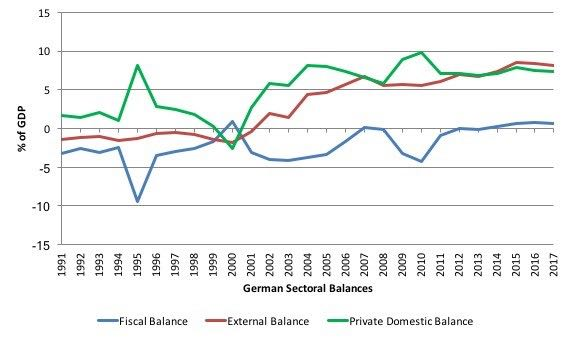 15
10
5
0
-5
-10
-15
% of GDP
1991 1992 1993 1994 1995 1996 1997 1998 1999 2000 2001 2002 2003 2004 2005 2006 2007 2008 2009 2010 2011 2012 2013 2014 2015 2016 2017
German Sectoral Balances
Fiscal Balance External Balance Private Domestic Balance